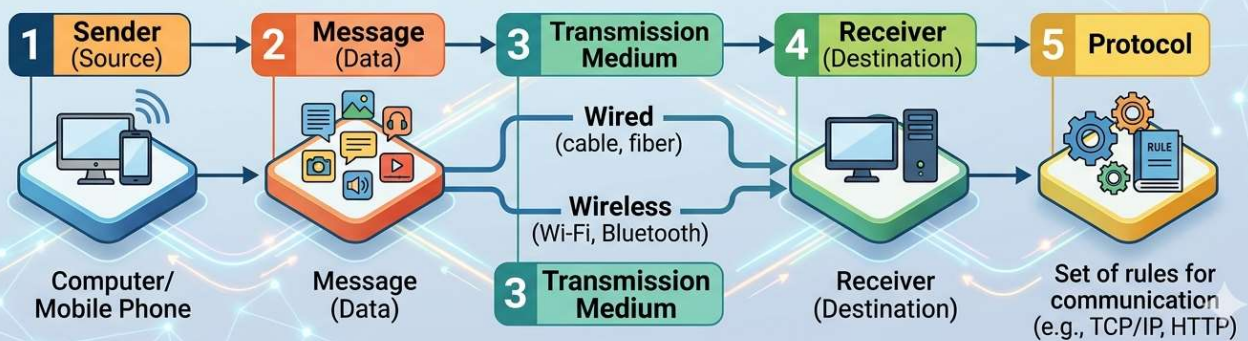 1 Sender
(Source)
2 Message
(Data)
3 Transmission
Medium
4 Receiver
(Destination)
5 Protocol
Wired
(cable, fiber)
Wireless
(Wi-Fi, Bluetooth)
RULE
Computer/
Mobile Phone
Message
(Data)
3 Transmission
Medium
Receiver
(Destination)
Set of rules for
communication
(e.g., TCP/IP, HTTP)